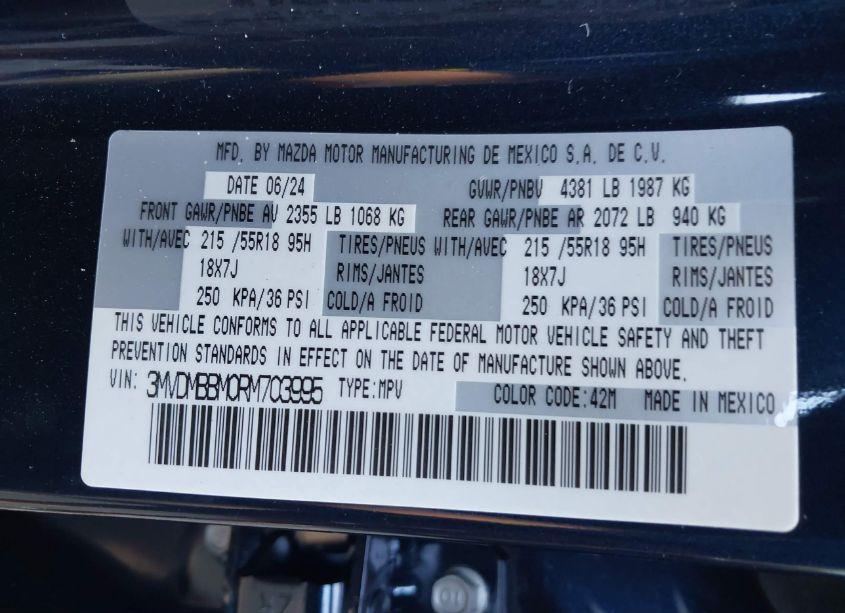 MFD. BY MAZDA MOTOR MANUFACTURING DE MEXICO S.A. DE C.V.
DATE 06/24 GVWR/PNBV 4381 LB 1987 KG
FRONT GAWR/PNBE AV 2355 LB 1068 KG REAR GAWR/PNBE AR 2072 LB 940 KG
WITH/AVEC 215 /55R18 95H TIRES/PNEUS WITH/AVEC 215 /55R18 95H TIRES/PNEUS
18X7J RIMS/JANTES 18X7J RIMS/JANTES
250 KPA/36 PSI COLD/A FROID 250 KPA/36 PSI COLD/A FROID
THIS VEHICLE CONFORMS TO ALL APPLICABLE FEDERAL MOTOR VEHICLE SAFETY AND THEFT
PREVENTION STANDARDS IN EFFECT ON THE DATE OF MANUFACTURE SHOWN ABOVE.
VIN: 3MVDMBBM0RM703995 TYPE:MPV COLOR CODE:42M MADE IN MEXICO